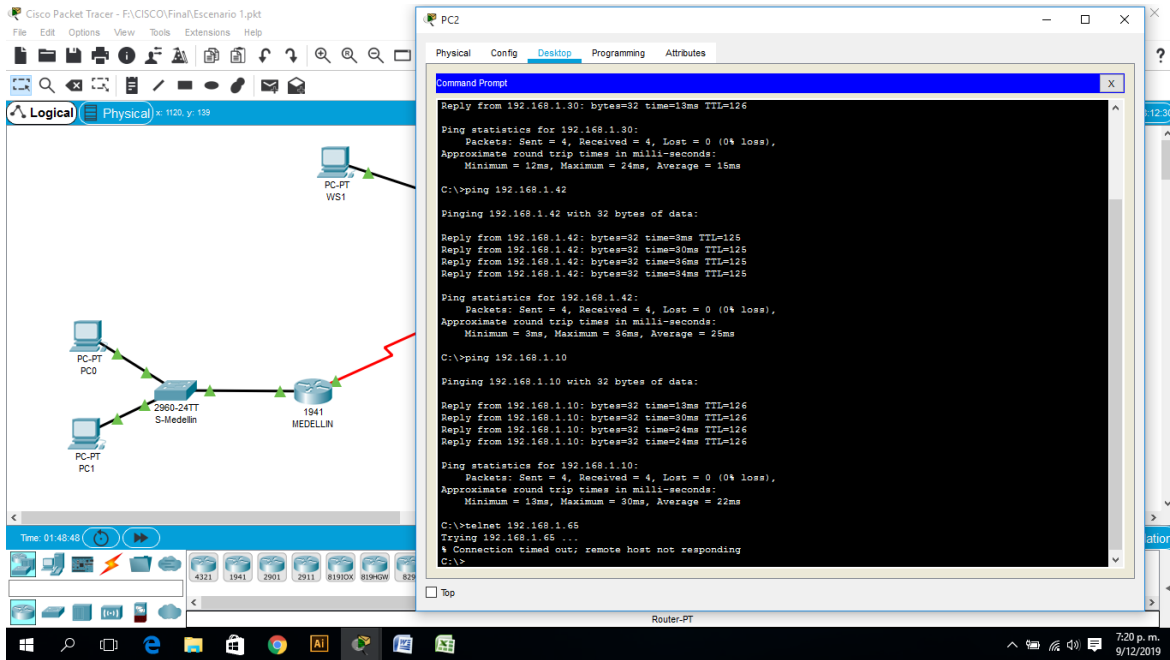 Cisco Packet Tracer - F:\CISCO\Final\Escenario 1.pkt
File Edit Options View Tools Extensions Help
Logical Physical x: 1120, y: 139
PC-PT
WS1
PC-PT
PC0
2960-24TT
S-Medellin
1941
MEDELLIN
PC-PT
PC1
Time: 01:48:48
4321 1941 2901 2911 819IOX 819HGW 829
Router-PT
PC2
Physical Config Desktop Programming Attributes
Command Prompt
X
Reply from 192.168.1.30: bytes=32 time=13ms TTL=126
Ping statistics for 192.168.1.30:
Packets: Sent = 4, Received = 4, Lost = 0 (0% loss),
Approximate round trip times in milli-seconds:
Minimum = 12ms, Maximum = 24ms, Average = 15ms
C:\>ping 192.168.1.42
Pinging 192.168.1.42 with 32 bytes of data:
Reply from 192.168.1.42: bytes=32 time=3ms TTL=125
Reply from 192.168.1.42: bytes=32 time=30ms TTL=125
Reply from 192.168.1.42: bytes=32 time=36ms TTL=125
Reply from 192.168.1.42: bytes=32 time=34ms TTL=125
Ping statistics for 192.168.1.42:
Packets: Sent = 4, Received = 4, Lost = 0 (0% loss),
Approximate round trip times in milli-seconds:
Minimum = 3ms, Maximum = 36ms, Average = 25ms
C:\>ping 192.168.1.10
Pinging 192.168.1.10 with 32 bytes of data:
Reply from 192.168.1.10: bytes=32 time=13ms TTL=126
Reply from 192.168.1.10: bytes=32 time=30ms TTL=126
Reply from 192.168.1.10: bytes=32 time=24ms TTL=126
Reply from 192.168.1.10: bytes=32 time=24ms TTL=126
Ping statistics for 192.168.1.10:
Packets: Sent = 4, Received = 4, Lost = 0 (0% loss),
Approximate round trip times in milli-seconds:
Minimum = 13ms, Maximum = 30ms, Average = 22ms
C:\>telnet 192.168.1.65
Trying 192.168.1.65 ...
% Connection timed out; remote host not responding
C:\>
Top
?
:12:30
ation
Ai
7:20 p. m.
9/12/2019